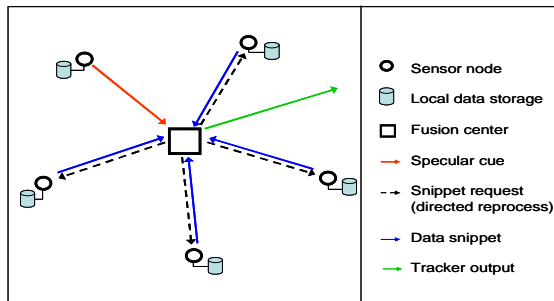 Sensor node
Local data storage
Fusion center
Specular cue
Snippet request
(directed reprocess)
Data snippet
Tracker output